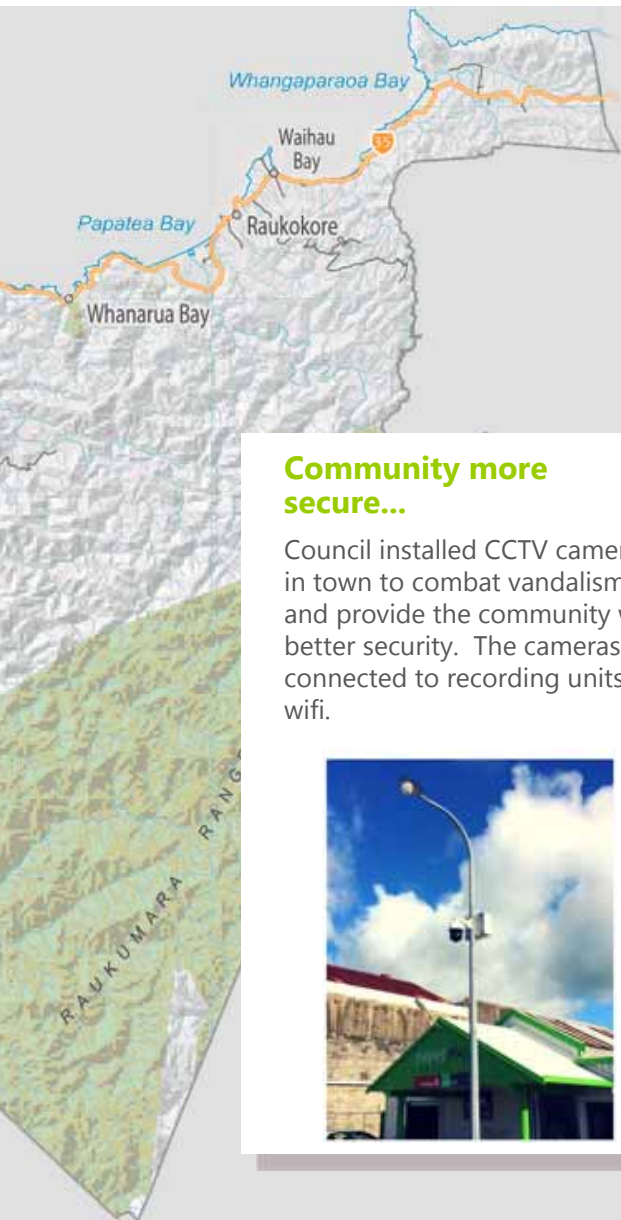 Whangaparaoa Bay
Waihau
Bay
35
Papatea Bay
Raukokore
Whanarua Bay
Community more
secure...
Council installed CCTV camer
in town to combat vandalism
and provide the community w
better security. The cameras
connected to recording units
wifi.
RAUKUMARA RANG